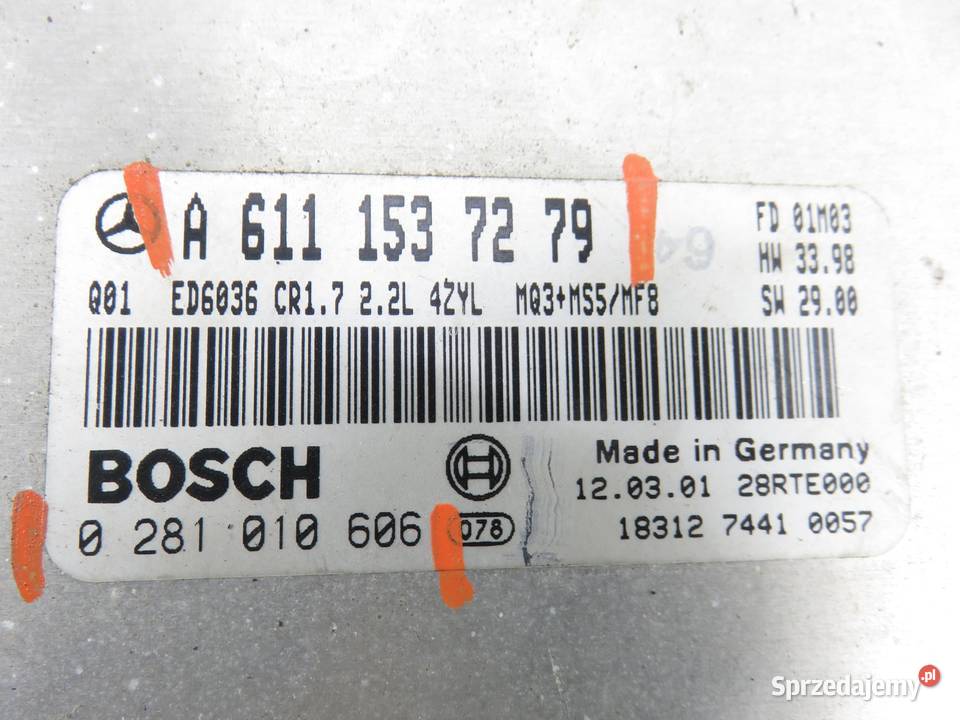 A 611 153 72 79
FD 01M03
HW 33.98
Q01 ED6036 CR1.7 2.2L 4ZYL MQ3+MS5/MF8
SW 29.00
BOSCH
Made in Germany
12.03.01 28RTE000
0 281 010 606 078
18312 7441 0057
Sprzedajemy.pl